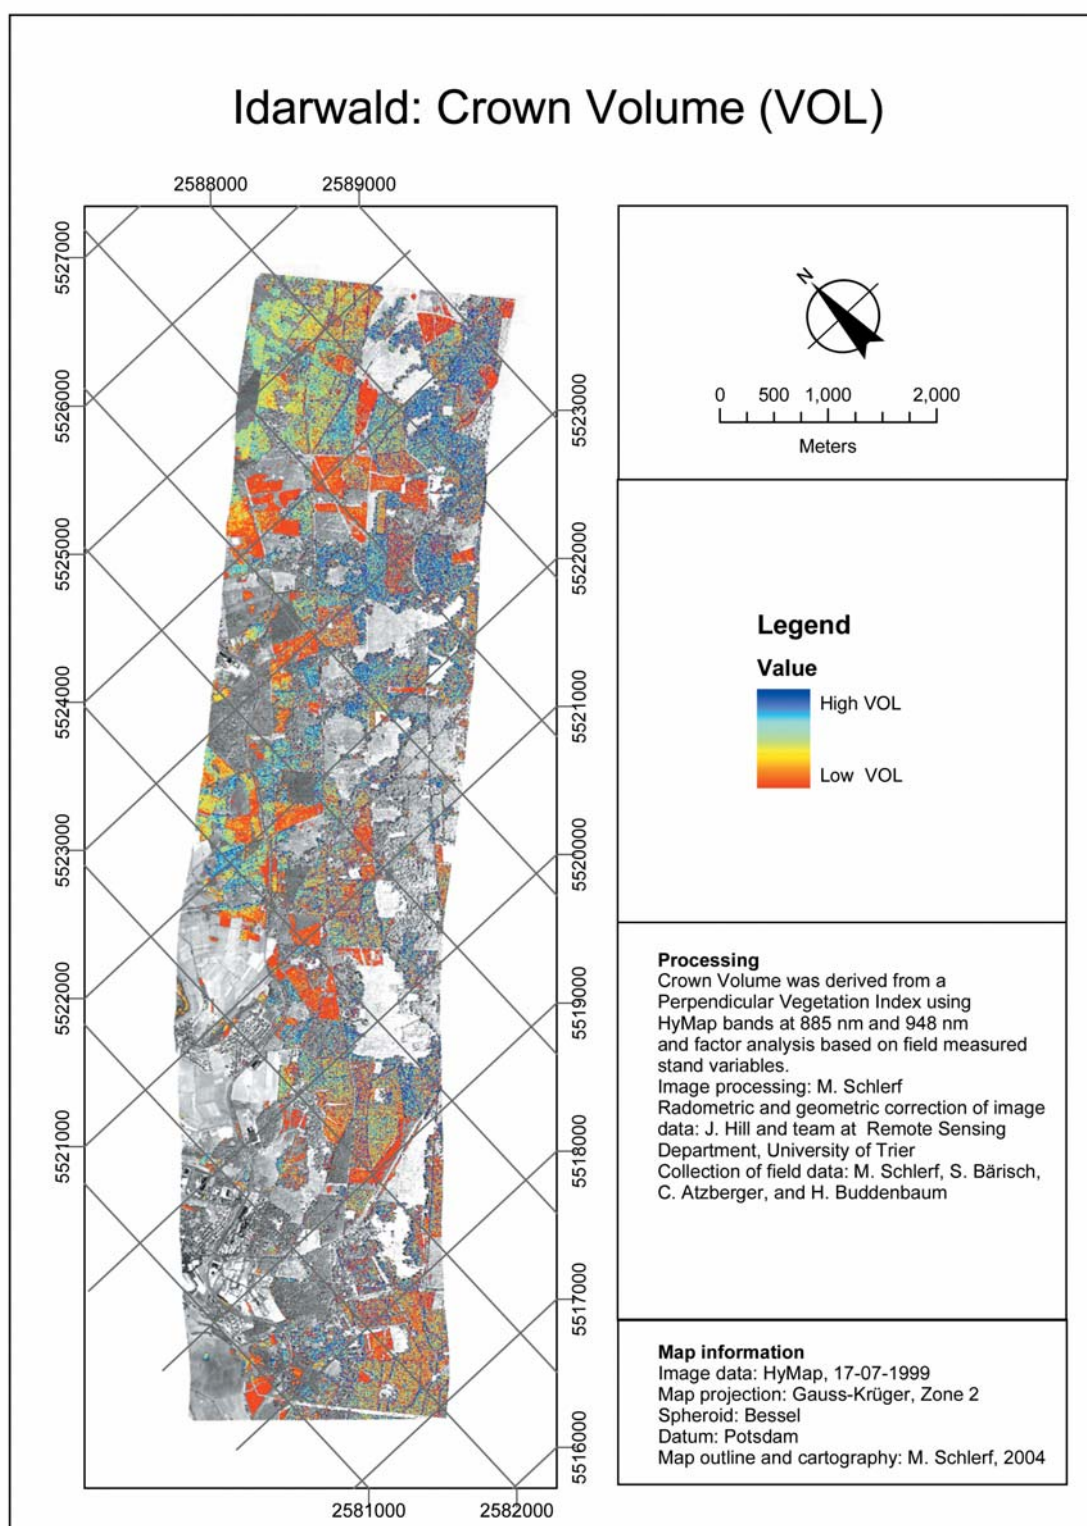 Idarwald: Crown Volume (VOL)
2588000
2589000
5527000
5526000
5525000
5524000
5523000
5522000
5521000
5523000
5522000
5521000
5520000
5519000
5518000
5517000
5516000
2581000
2582000
N
0 500 1,000 2,000
Meters
Legend
Value
High VOL
Low VOL
Processing
Crown Volume was derived from a
Perpendicular Vegetation Index using
HyMap bands at 885 nm and 948 nm
and factor analysis based on field measured
stand variables.
Image processing: M. Schlerf
Radometric and geometric correction of image
data: J. Hill and team at Remote Sensing
Department, University of Trier
Collection of field data: M. Schlerf, S. Bärisch,
C. Atzberger, and H. Buddenbaum
Map information
Image data: HyMap, 17-07-1999
Map projection: Gauss-Krüger, Zone 2
Spheroid: Bessel
Datum: Potsdam
Map outline and cartography: M. Schlerf, 2004